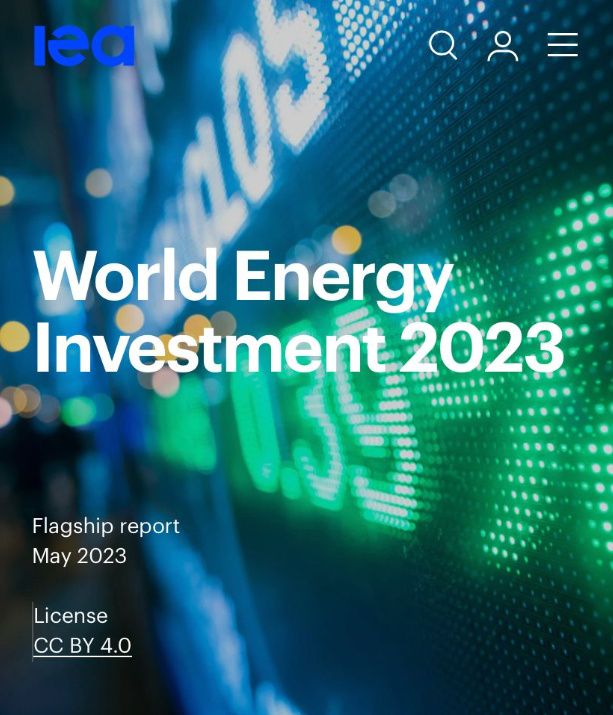 iea
World Energy
Investment 2023
Flagship report
May 2023
License
CC BY 4.0